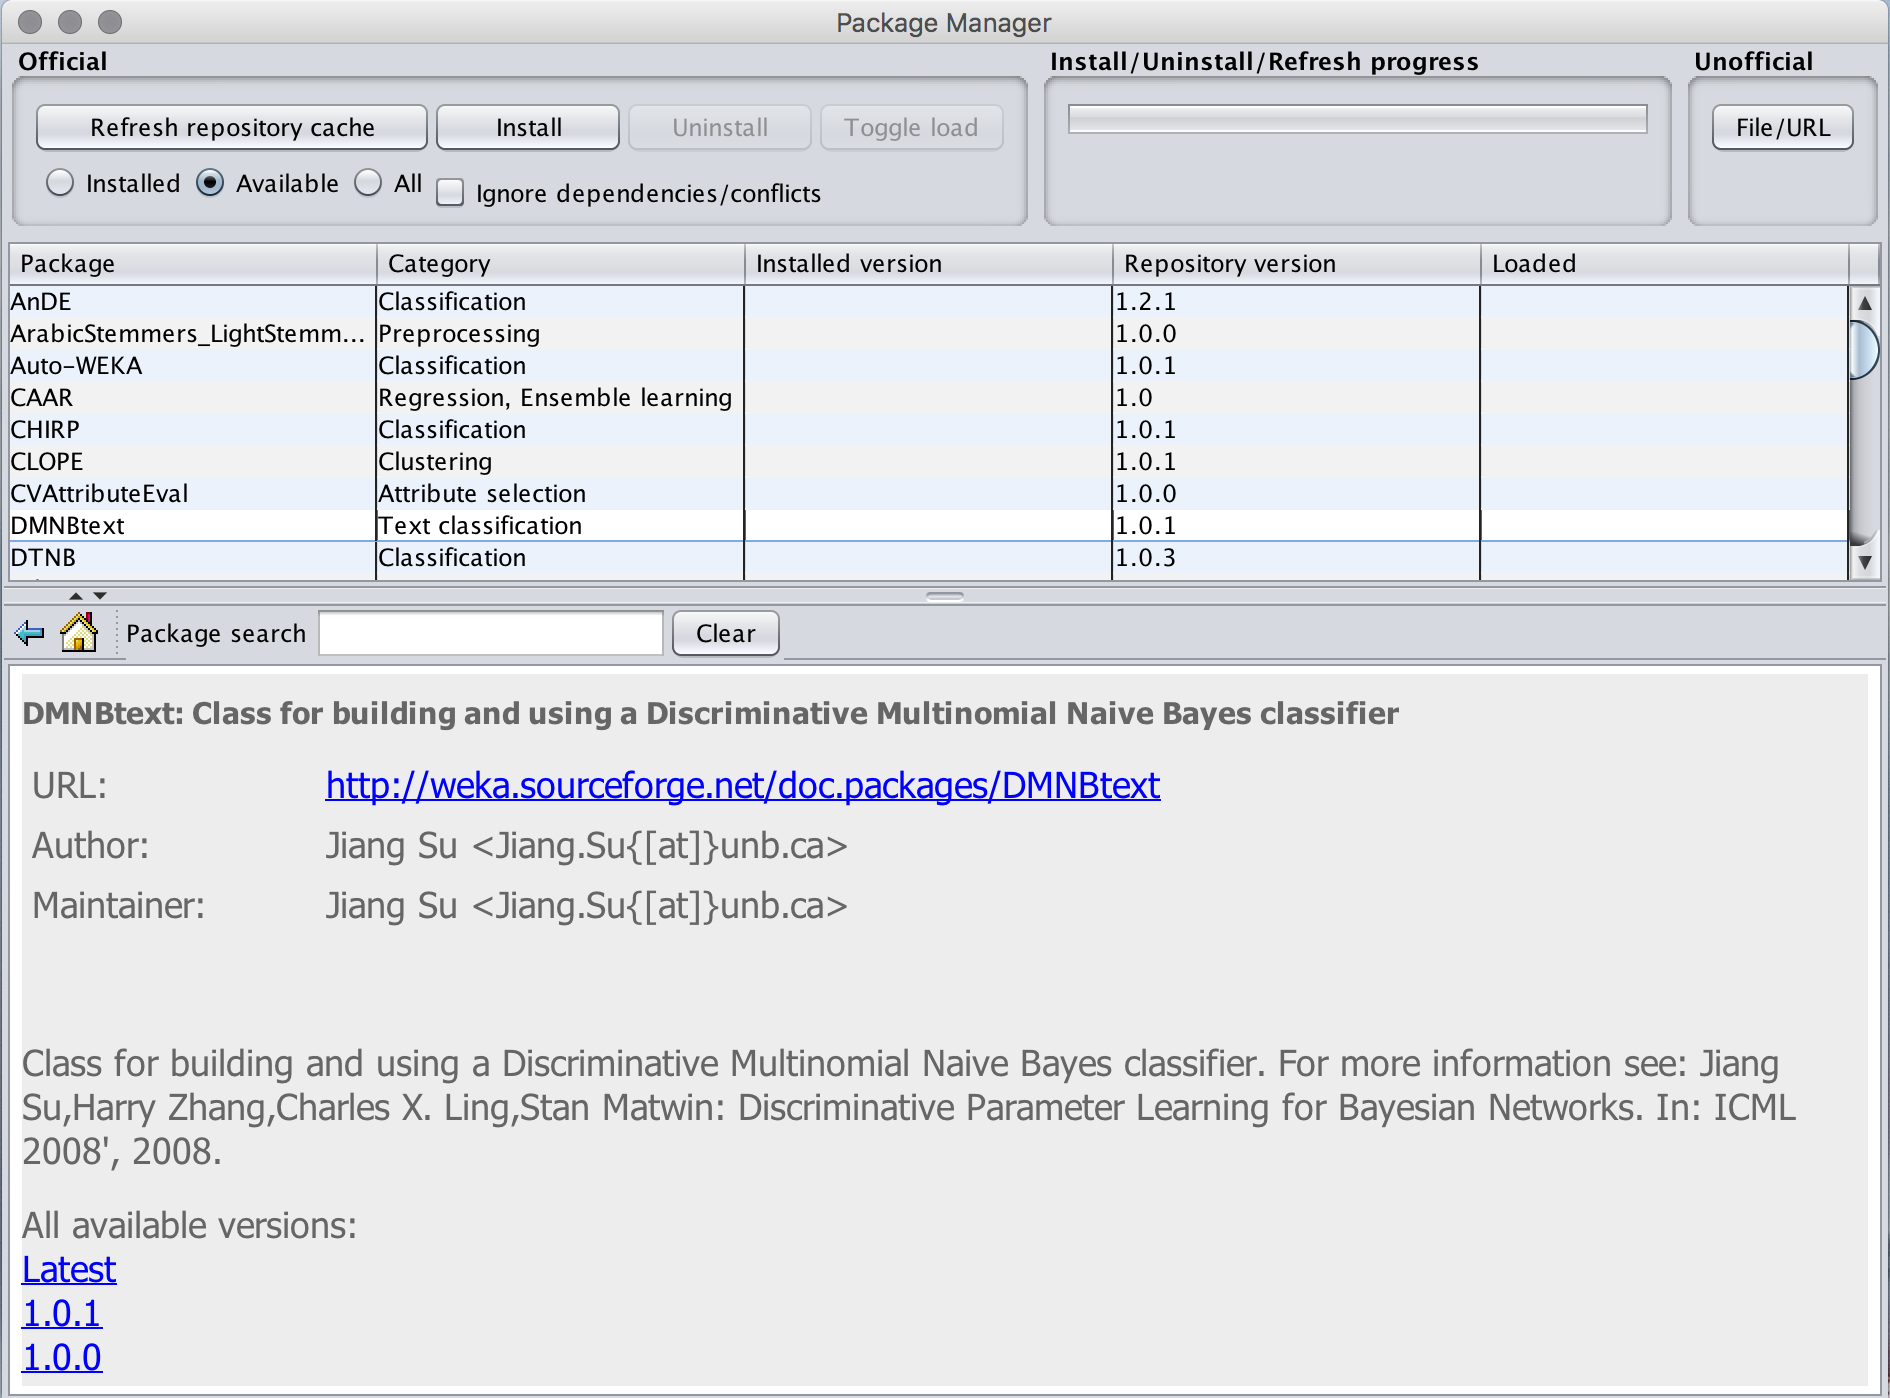 Package Manager
Official
Install/Uninstall/Refresh progress
Unofficial
Refresh repository cache
Install
Uninstall
Toggle load
File/URL
Installed
Available
All
Ignore dependencies/conflicts
Package Category Installed version Repository version Loaded
AnDE Classification 1.2.1
ArabicStemmers_LightStemm... Preprocessing 1.0.0
Auto-WEKA Classification 1.0.1
CAAR Regression, Ensemble learning 1.0
CHIRP Classification 1.0.1
CLOPE Clustering 1.0.1
CVAttributeEval Attribute selection 1.0.0
DMNBtext Text classification 1.0.1
DTNB Classification 1.0.3
Package search
Clear
DMNBtext: Class for building and using a Discriminative Multinomial Naive Bayes classifier
URL: http://weka.sourceforge.net/doc.packages/DMNBtext
Author: Jiang Su <Jiang.Su{[at]}unb.ca>
Maintainer: Jiang Su <Jiang.Su{[at]}unb.ca>
Class for building and using a Discriminative Multinomial Naive Bayes classifier. For more information see: Jiang
Su,Harry Zhang,Charles X. Ling,Stan Matwin: Discriminative Parameter Learning for Bayesian Networks. In: ICML
2008', 2008.
All available versions:
Latest
1.0.1
1.0.0